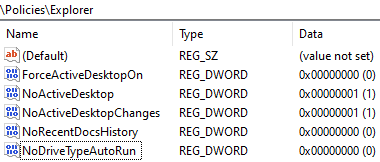 \Policies\Explorer
Name Type Data
(Default) REG_SZ (value not set)
ForceActiveDesktopOn REG_DWORD 0x00000000 (0)
NoActiveDesktop REG_DWORD 0x00000001 (1)
NoActiveDesktopChanges REG_DWORD 0x00000001 (1)
NoRecentDocsHistory REG_DWORD 0x00000000 (0)
NoDriveTypeAutoRun REG_DWORD 0x00000000 (0)